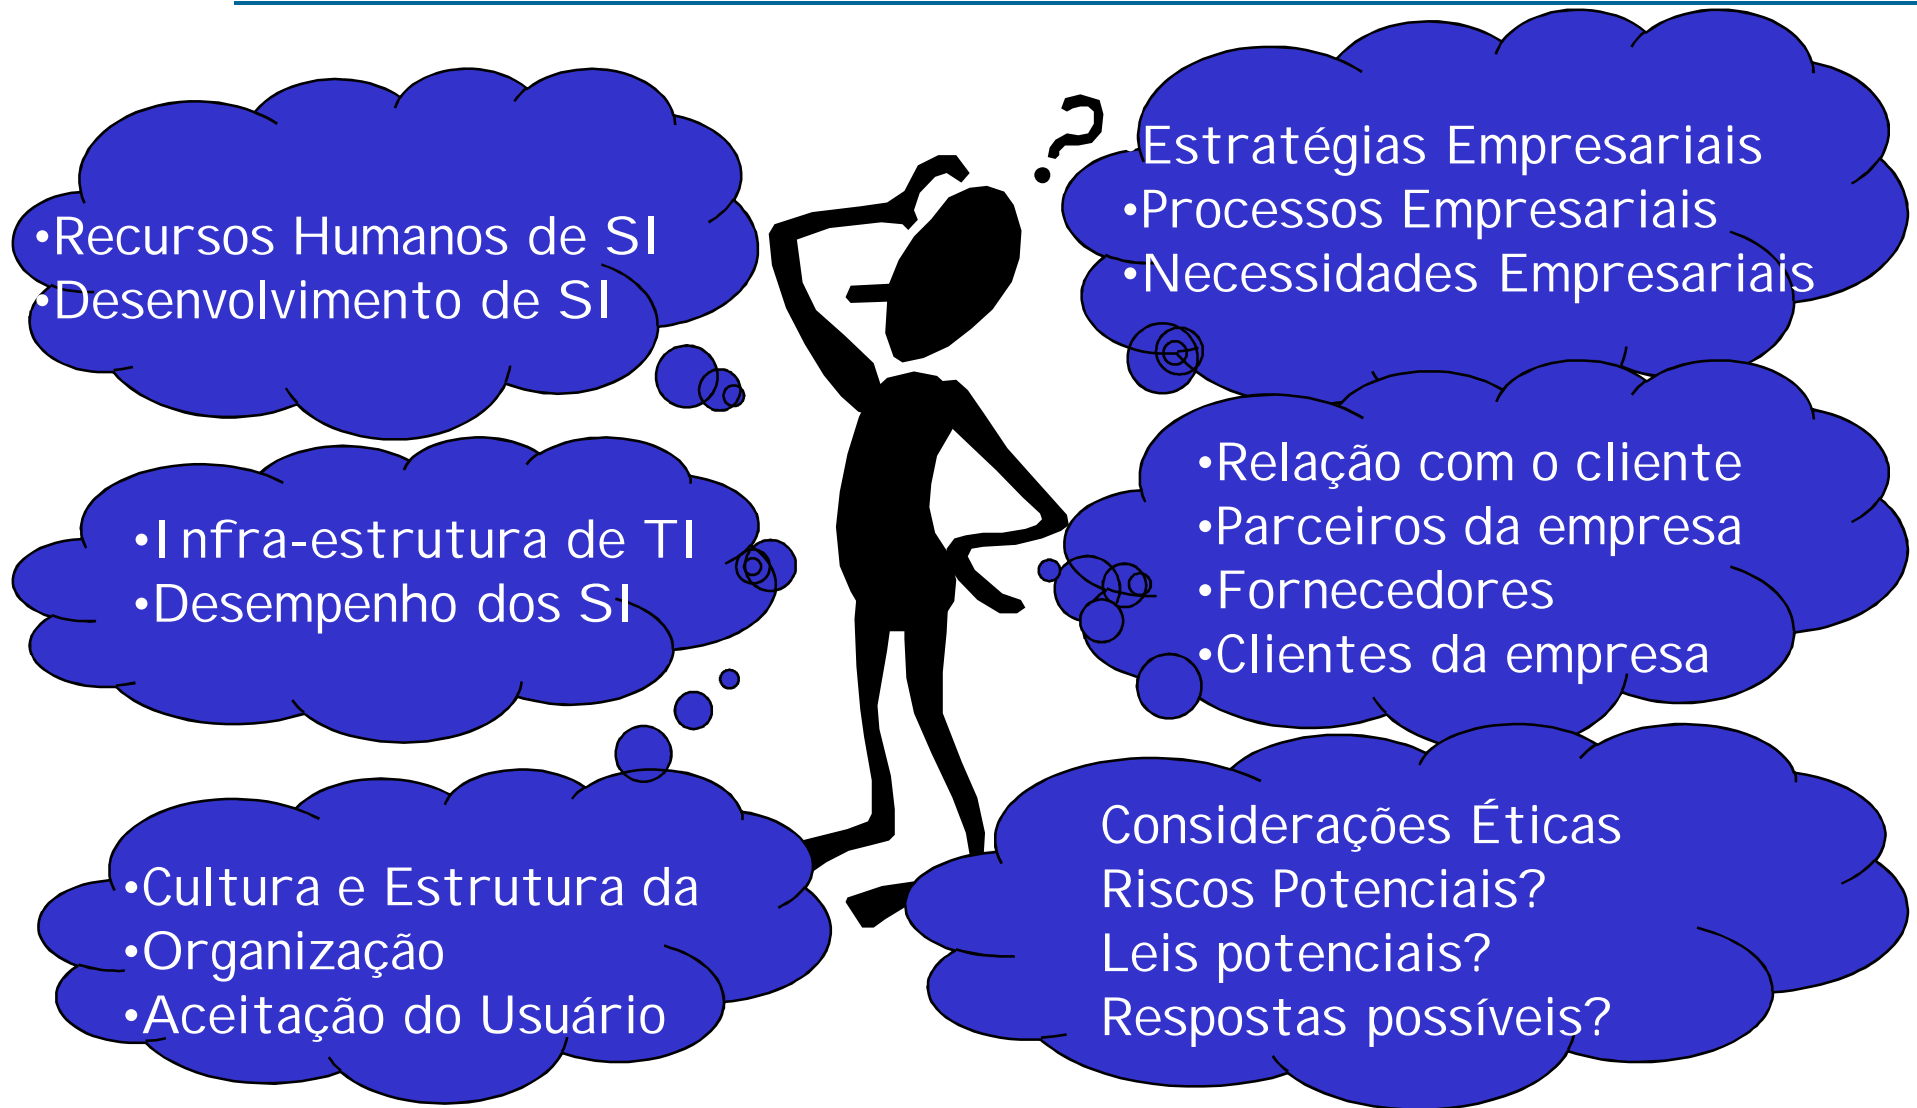 •Recursos Humanos de SI
•Desenvolvimento de SI
•Infra-estrutura de TI
•Desempenho dos SI
•Cultura e Estrutura da
•Organização
•Aceitação do Usuário
?
•Estratégias Empresariais
•Processos Empresariais
•Necessidades Empresariais
•Relação com o cliente
•Parceiros da empresa
•Fornecedores
•Clientes da empresa
Considerações Éticas
Riscos Potenciais?
Leis potenciais?
Respostas possíveis?